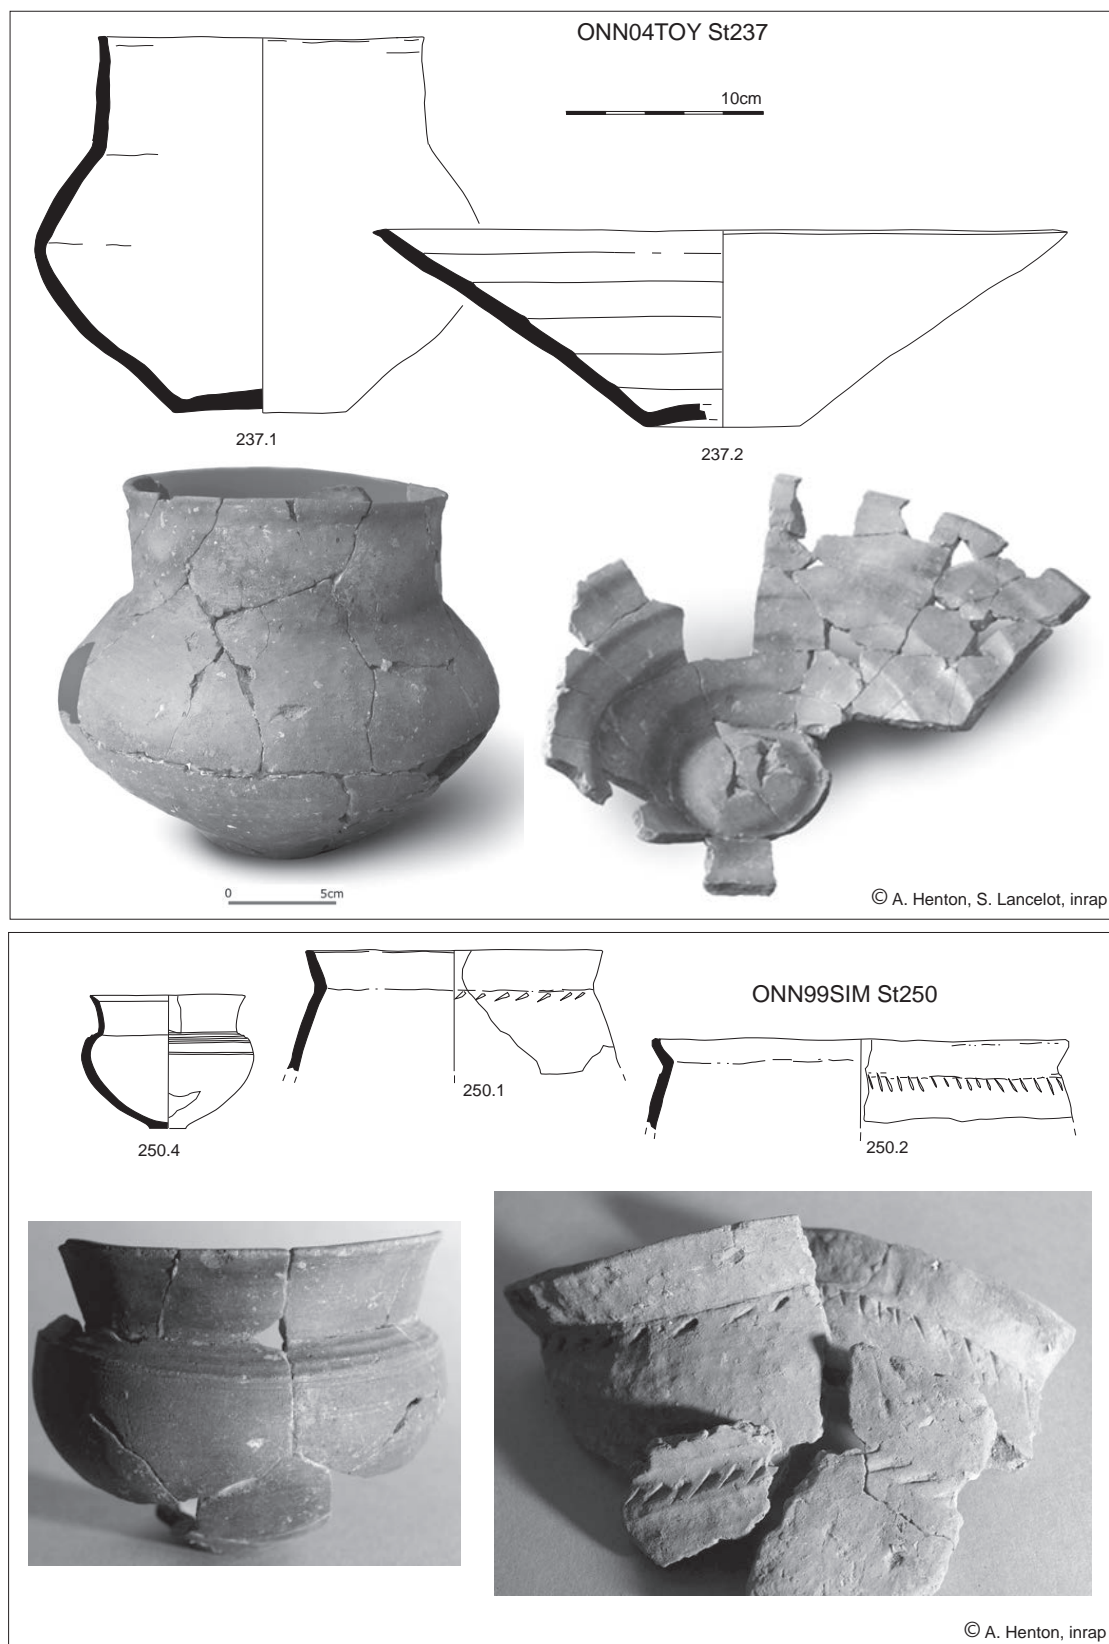 ONN04TOY St237
10cm
237.1
237.2
0 5cm
© A. Henton, S. Lancelot, inrap
ONN99SIM St250
250.1
250.4
250.2
© A. Henton, inrap